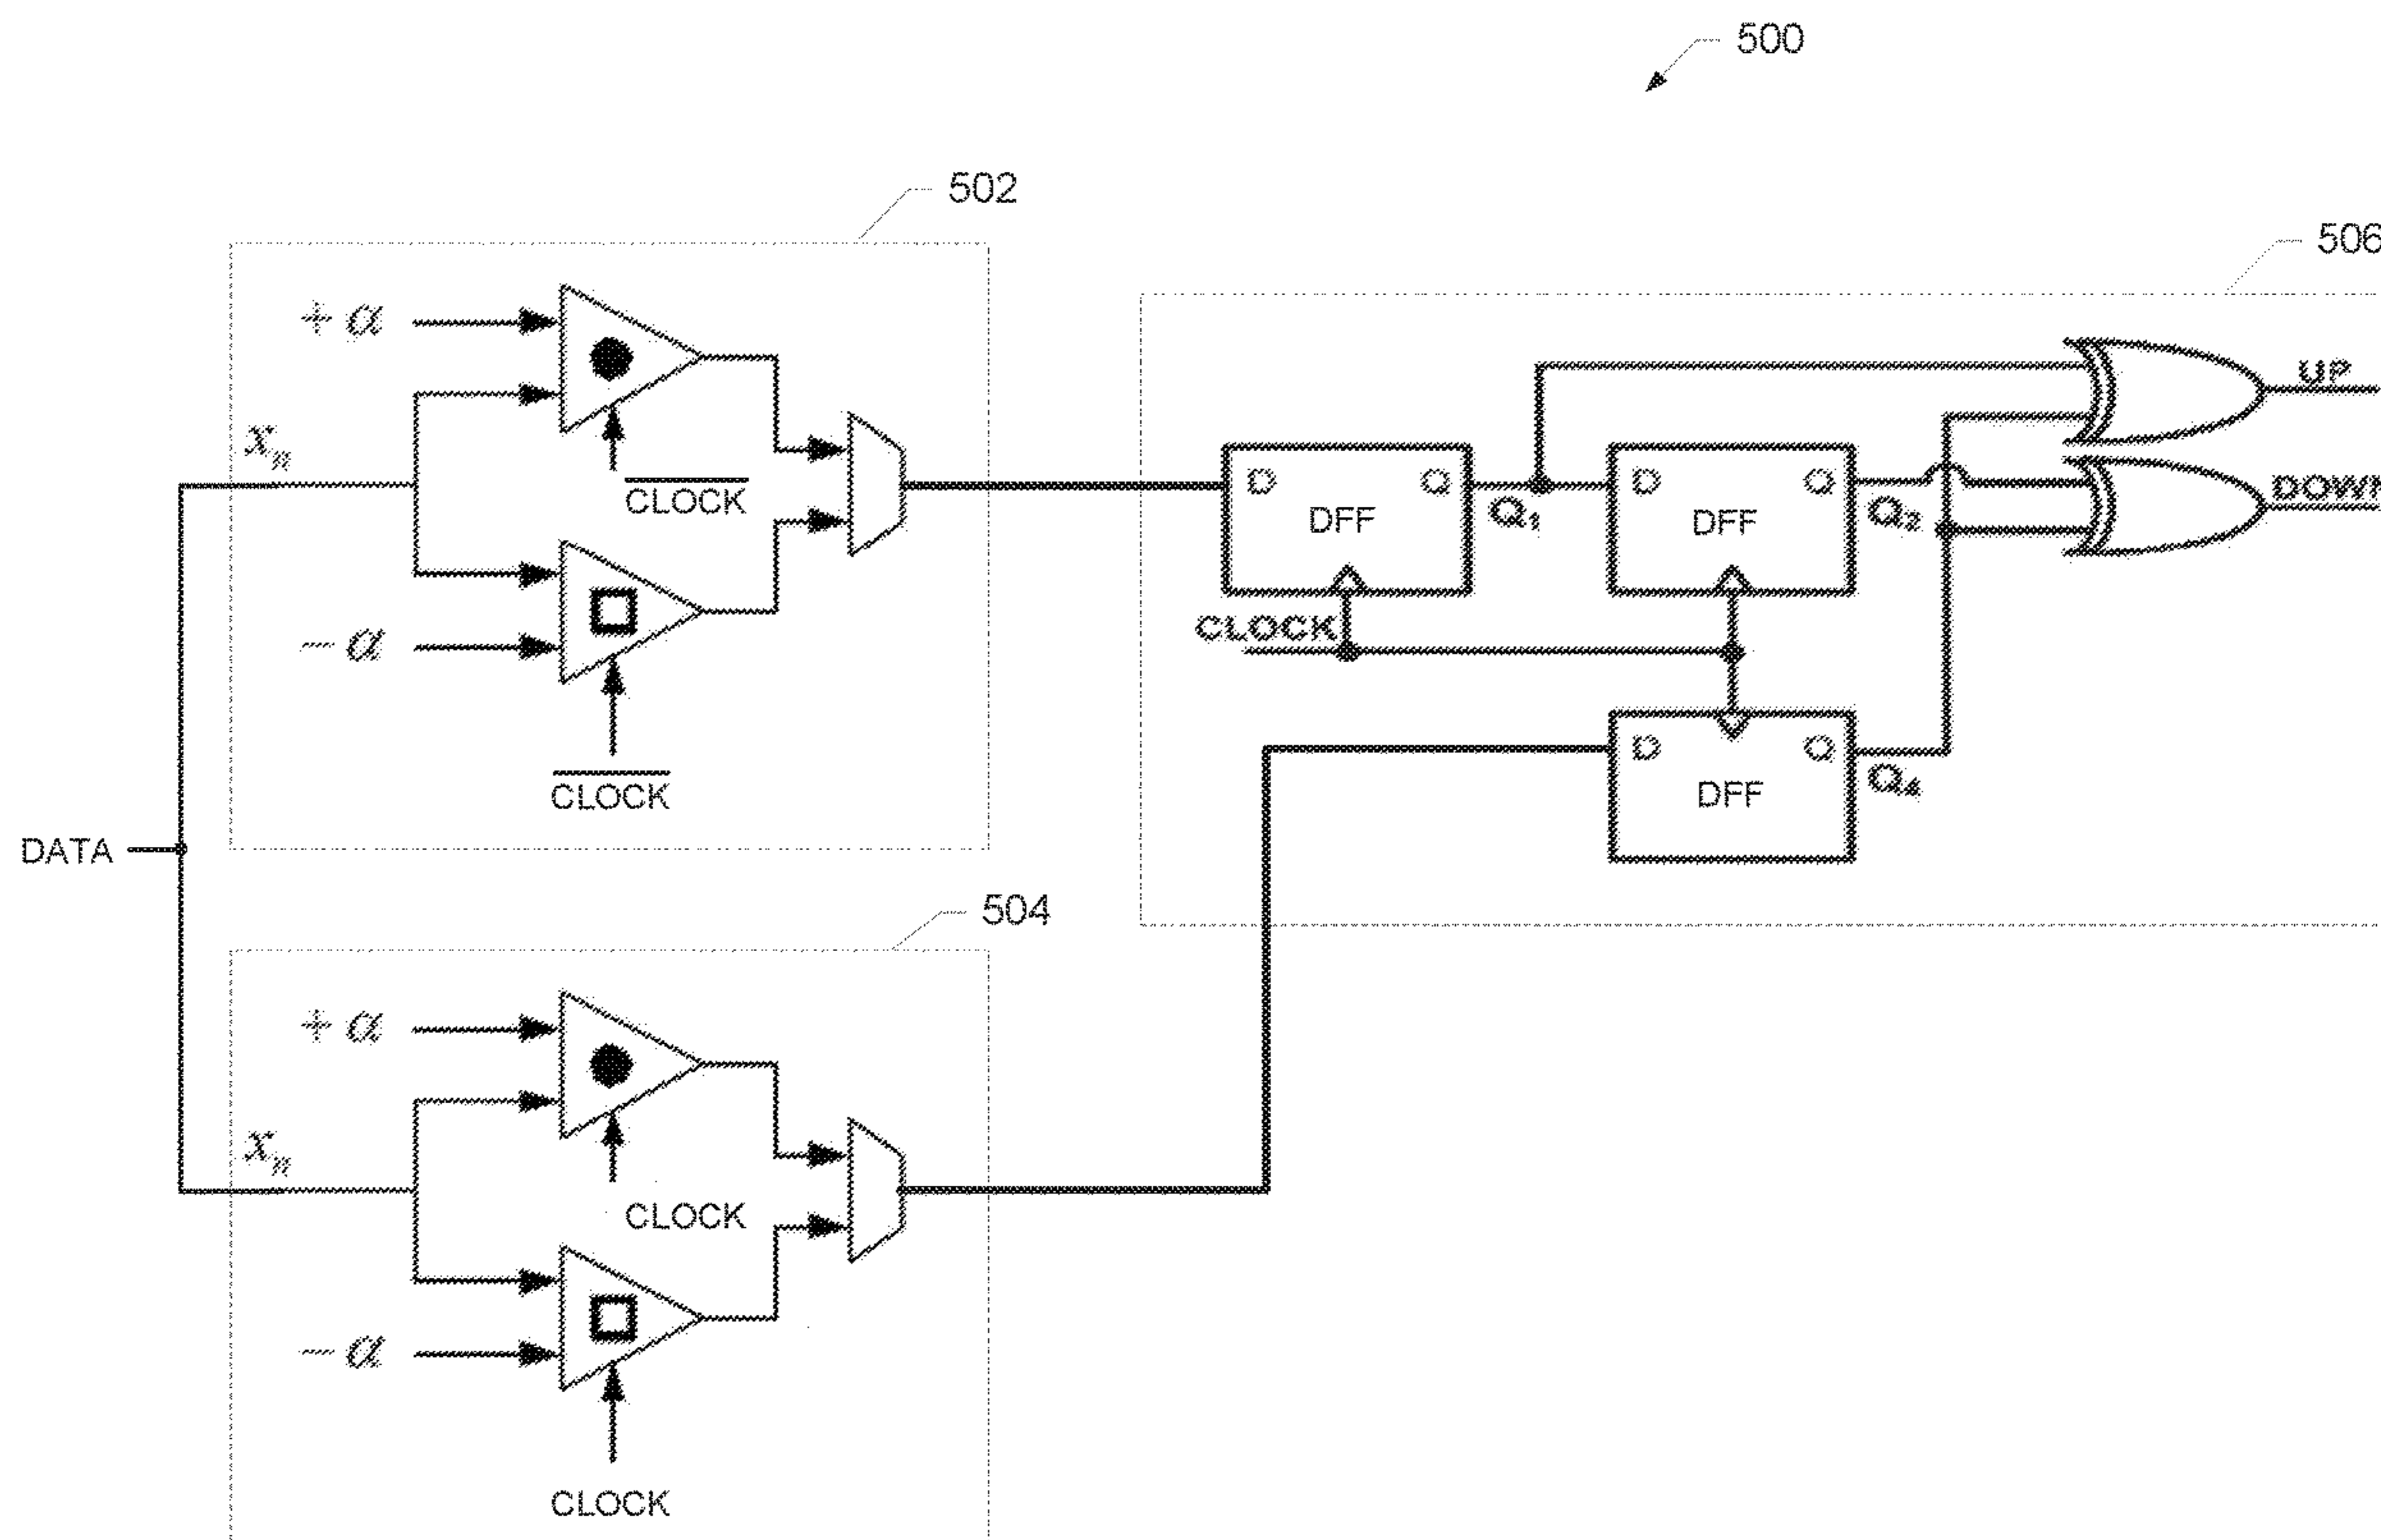 500
502
506
+ α
x_n
CLOCK
− α
CLOCK
D Q
DFF
Q₁
D Q
DFF
Q₂
UP
DOWN
CLOCK
D Q
DFF
Q₄
DATA
504
+ α
x_n
CLOCK
− α
CLOCK